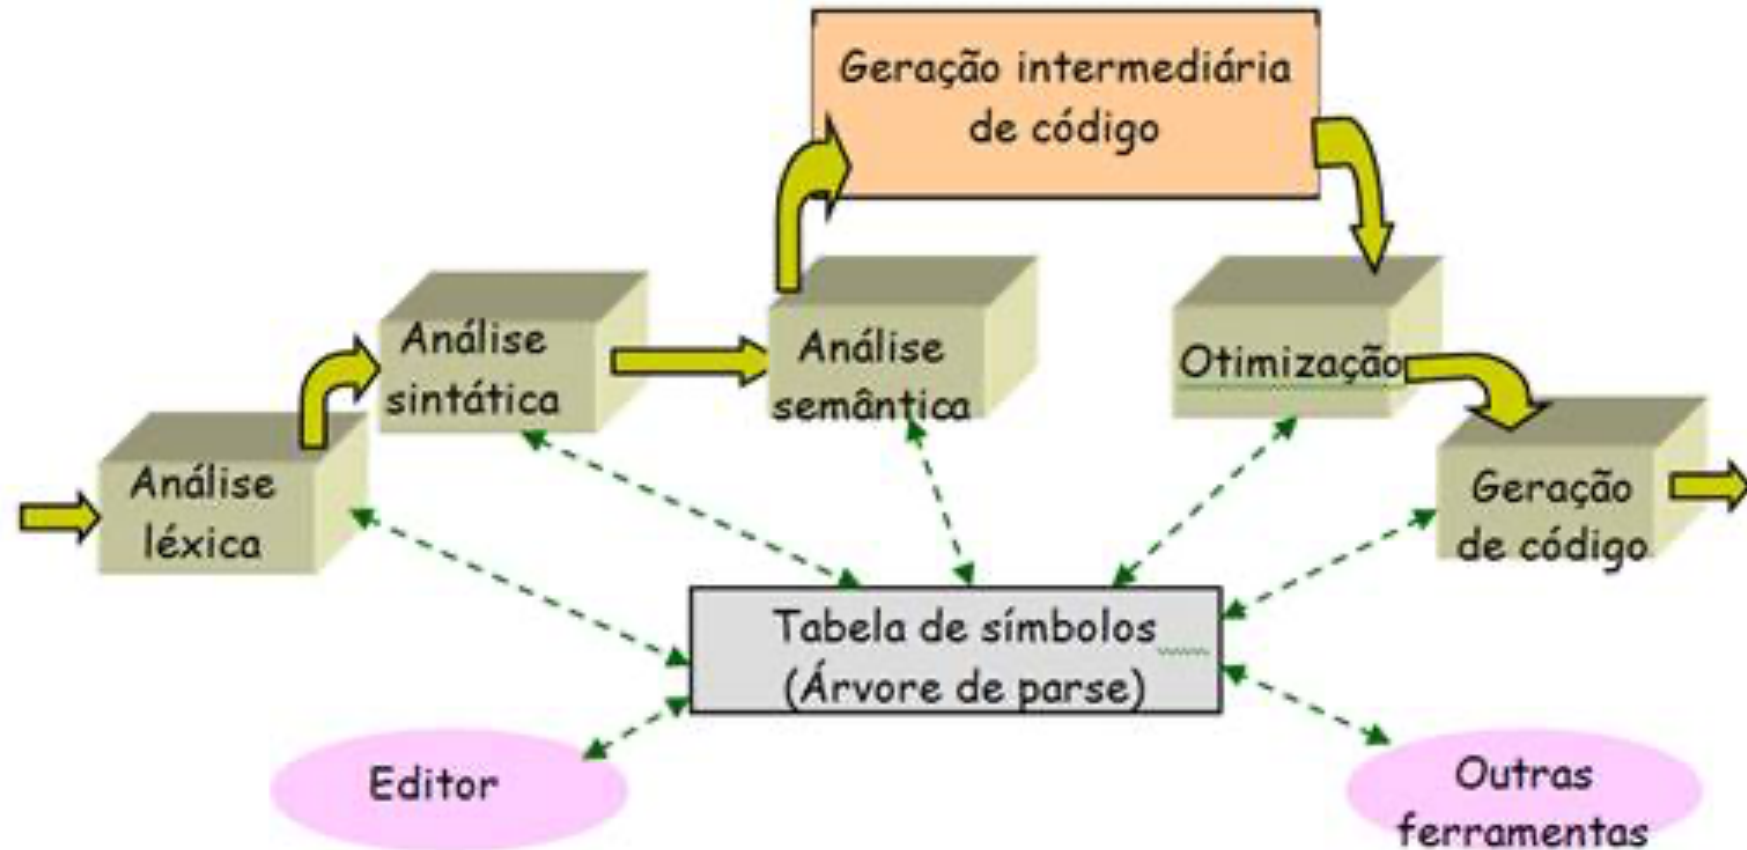 Geração intermediária
de código
Análise
sintática
Análise
semântica
Otimização
Análise
léxica
Geração
de código
Tabela de símbolos
(Árvore de parse)
Editor
Outras
ferramentas